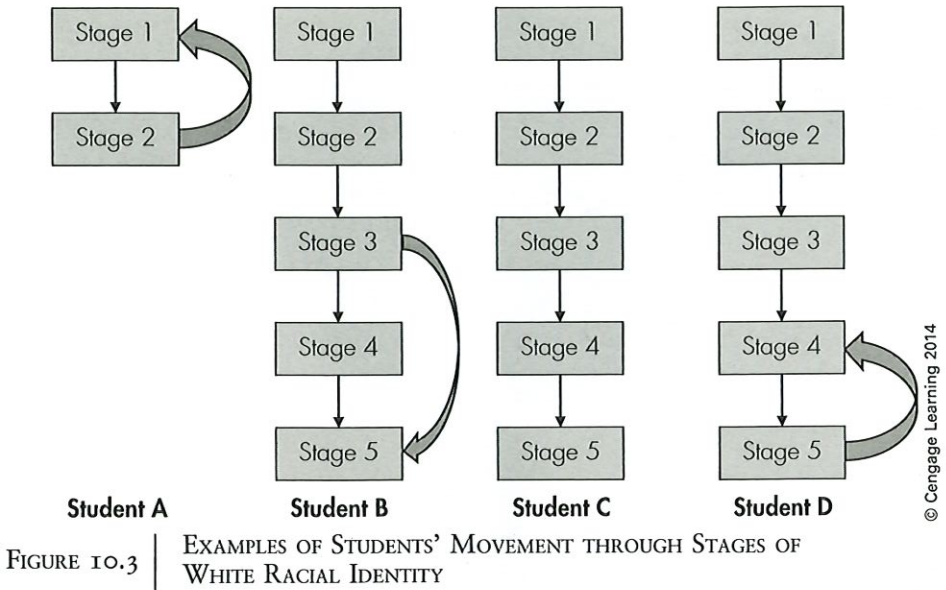 Stage 1
Stage 2
Student A
Stage 1
Stage 2
Stage 3
Stage 4
Stage 5
Student B
Stage 1
Stage 2
Stage 3
Stage 4
Stage 5
Student C
Stage 1
Stage 2
Stage 3
Stage 4
Stage 5
Student D
© Cengage Learning 2014
FIGURE 10.3
EXAMPLES OF STUDENTS' MOVEMENT THROUGH STAGES OF
WHITE RACIAL IDENTITY